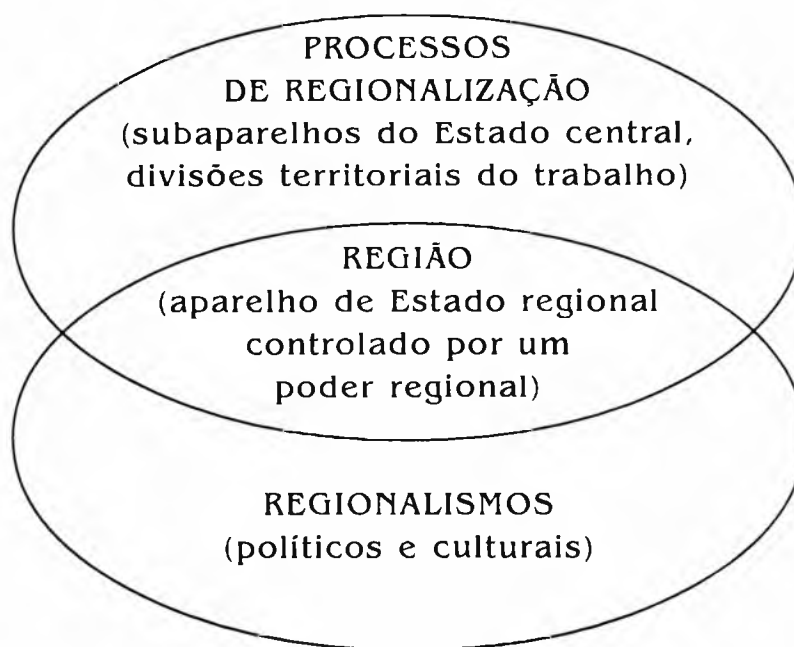 PROCESSOS
DE REGIONALIZAÇÃO
(subaparelhos do Estado central,
divisões territoriais do trabalho)
REGIÃO
(aparelho de Estado regional
controlado por um
poder regional)
REGIONALISMOS
(políticos e culturais)